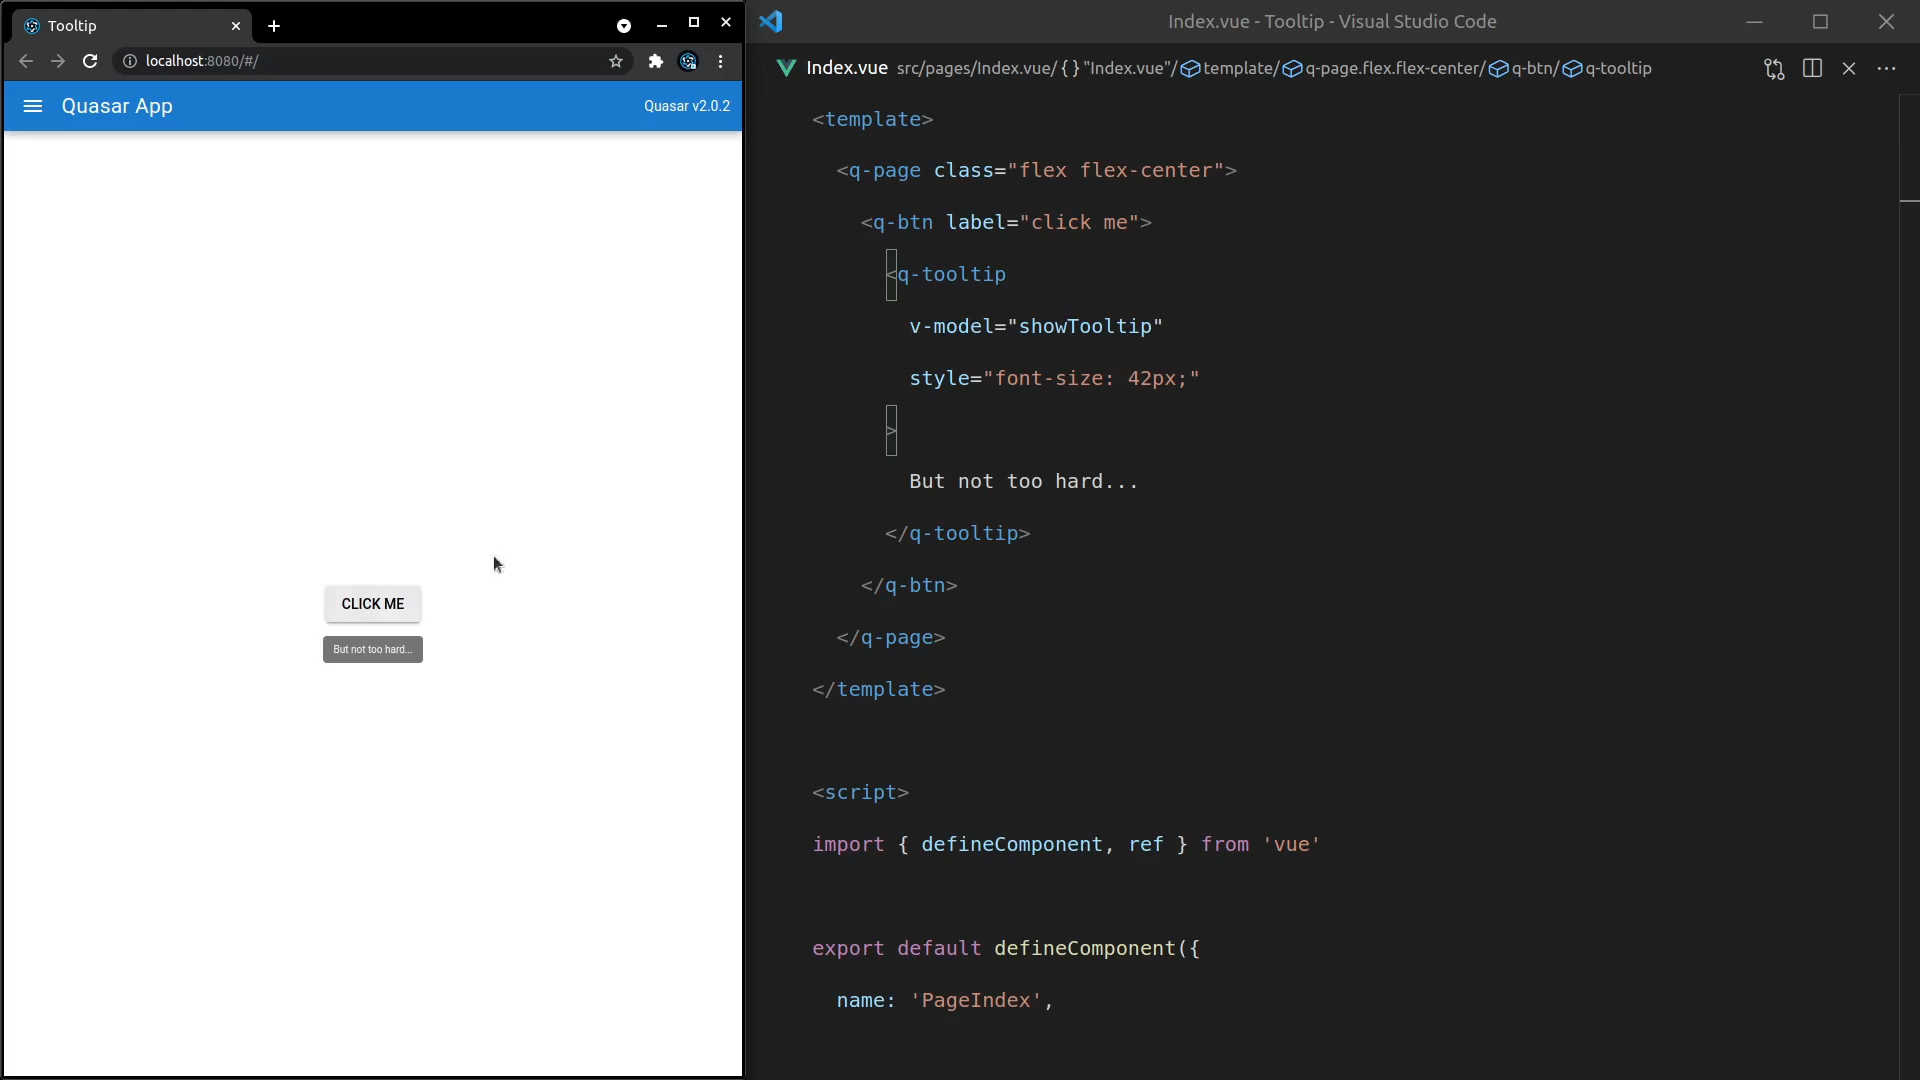 Tooltip
localhost:8080/#/
Quasar App
Quasar v2.0.2
CLICK ME
But not too hard...
Index.vue - Tooltip - Visual Studio Code
Index.vue src/pages/Index.vue/{ }"Index.vue"/template/q-page.flex.flex-center/q-btn/q-tooltip
<template>
<q-page class="flex flex-center">
<q-btn label="click me">
<q-tooltip
v-model="showTooltip"
style="font-size: 42px;"
>
But not too hard...
</q-tooltip>
</q-btn>
</q-page>
</template>
<script>
import { defineComponent, ref } from 'vue'
export default defineComponent({
name: 'PageIndex',